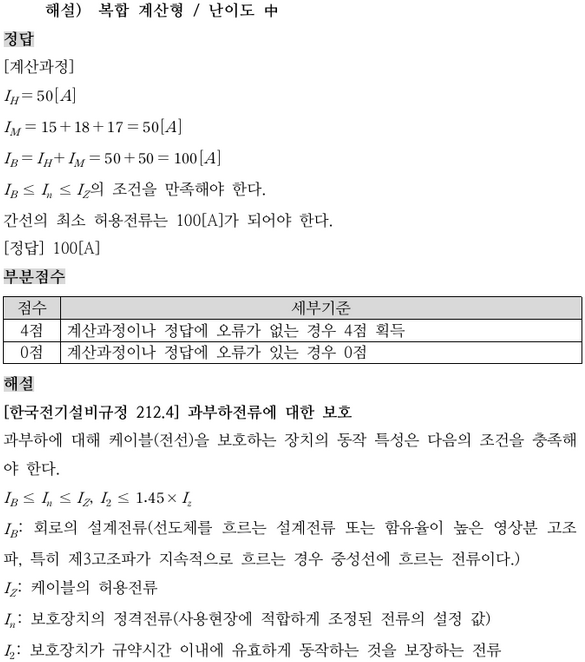 해설) 복합 계산형 / 난이도 中
정답
[계산과정]
I_H = 50[A]
I_M = 15+18+17 = 50[A]
I_B = I_H + I_M = 50+50 = 100[A]
I_B ≤ I_n ≤ I_Z의 조건을 만족해야 한다.
간선의 최소 허용전류는 100[A]가 되어야 한다.
[정답] 100[A]
부분점수
점수 세부기준
4점 계산과정이나 정답에 오류가 없는 경우 4점 획득
0점 계산과정이나 정답에 오류가 있는 경우 0점
해설
[한국전기설비규정 212.4] 과부하전류에 대한 보호
과부하에 대해 케이블(전선)을 보호하는 장치의 동작 특성은 다음의 조건을 충족해
야 한다.
I_B ≤ I_n ≤ I_Z, I_2 ≤ 1.45× I_z
I_B: 회로의 설계전류(선도체를 흐르는 설계전류 또는 함유율이 높은 영상분 고조
파, 특히 제3고조파가 지속적으로 흐르는 경우 중성선에 흐르는 전류이다.)
I_Z: 케이블의 허용전류
I_n: 보호장치의 정격전류(사용현장에 적합하게 조정된 전류의 설정 값)
I_2: 보호장치가 규약시간 이내에 유효하게 동작하는 것을 보장하는 전류